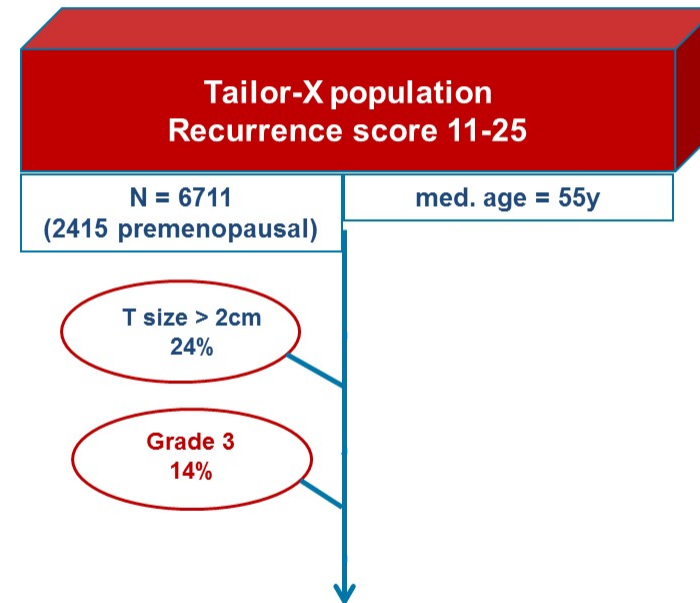 Tailor-X population
Recurrence score 11-25
N = 6711
(2415 premenopausal)
med. age = 55y
T size > 2cm
24%
Grade 3
14%